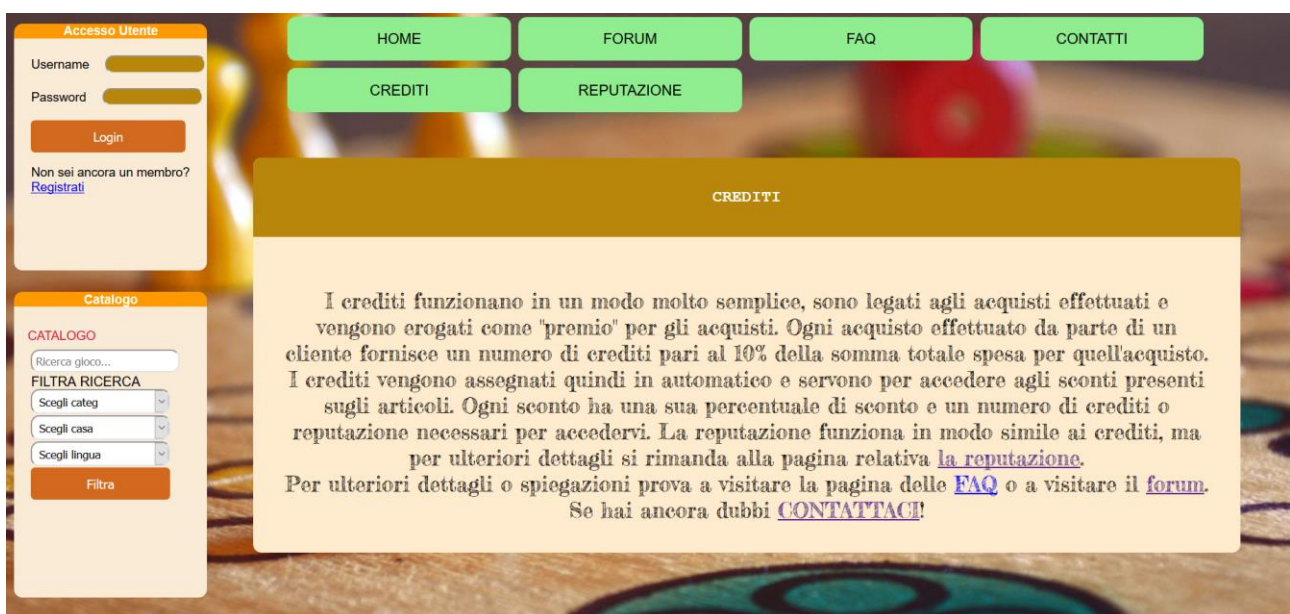 Accesso Utente
Username
Password
Login
Non sei ancora un membro?
Registrati
Catalogo
CATALOGO
Ricerca gioco...
FILTRA RICERCA
Scegli categ
Scegli casa
Scegli lingua
Filtra
HOME FORUM FAQ CONTATTI
CREDITI REPUTAZIONE
CREDITI
I crediti funzionano in un modo molto semplice, sono legati agli acquisti effettuati e
vengono erogati come "premio" per gli acquisti. Ogni acquisto effettuato da parte di un
cliente fornisce un numero di crediti pari al 10% della somma totale spesa per quell'acquisto.
I crediti vengono assegnati quindi in automatico e servono per accedere agli sconti presenti
sugli articoli. Ogni sconto ha una sua percentuale di sconto e un numero di crediti o
reputazione necessari per accedervi. La reputazione funziona in modo simile ai crediti, ma
per ulteriori dettagli si rimanda alla pagina relativa la reputazione.
Per ulteriori dettagli o spiegazioni prova a visitare la pagina delle FAQ o a visitare il forum.
Se hai ancora dubbi CONTATTACI!